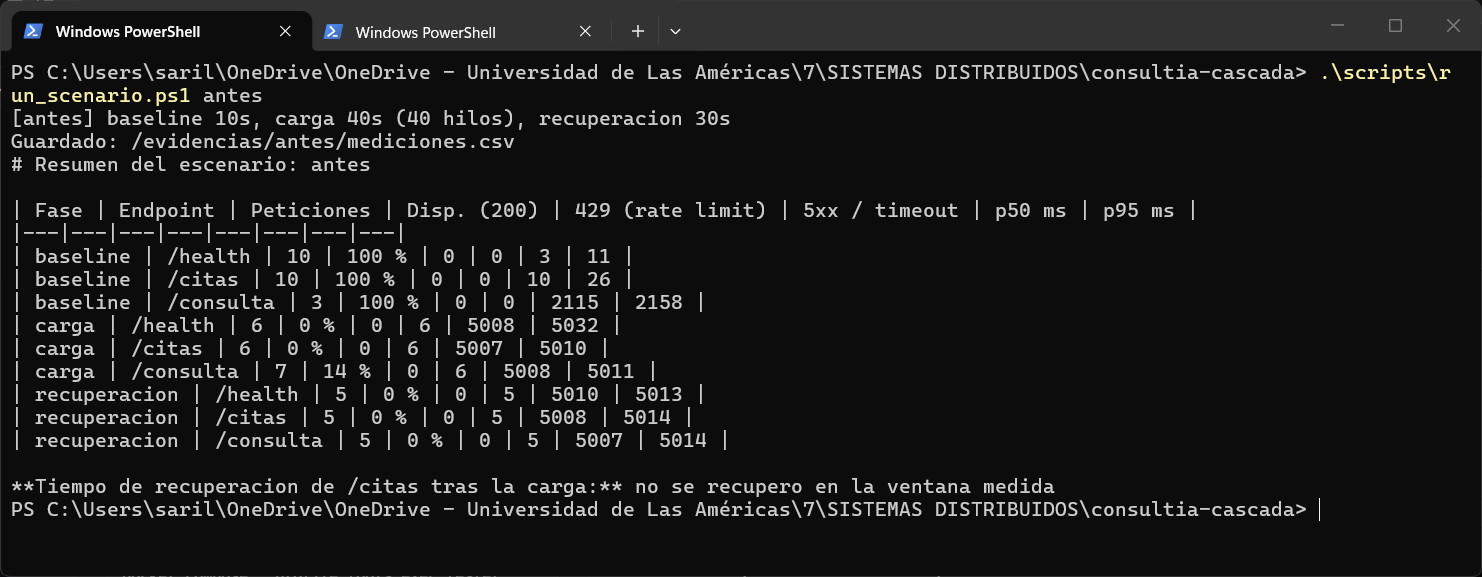 Windows PowerShell
Windows PowerShell
PS C:\Users\saril\OneDrive\OneDrive - Universidad de Las Américas\7\SISTEMAS DISTRIBUIDOS\consultia-cascada> .\scripts\r
un_scenario.ps1 antes
[antes] baseline 10s, carga 40s (40 hilos), recuperacion 30s
Guardado: /evidencias/antes/mediciones.csv
# Resumen del escenario: antes
| Fase | Endpoint | Peticiones | Disp. (200) | 429 (rate limit) | 5xx / timeout | p50 ms | p95 ms |
|---|---|---|---|---|---|---|---|
| baseline | /health | 10 | 100 % | 0 | 0 | 3 | 11 |
| baseline | /citas | 10 | 100 % | 0 | 0 | 10 | 26 |
| baseline | /consulta | 3 | 100 % | 0 | 0 | 2115 | 2158 |
| carga | /health | 6 | 0 % | 0 | 6 | 5008 | 5032 |
| carga | /citas | 6 | 0 % | 0 | 6 | 5007 | 5010 |
| carga | /consulta | 7 | 14 % | 0 | 6 | 5008 | 5011 |
| recuperacion | /health | 5 | 0 % | 0 | 5 | 5010 | 5013 |
| recuperacion | /citas | 5 | 0 % | 0 | 5 | 5008 | 5014 |
| recuperacion | /consulta | 5 | 0 % | 0 | 5 | 5007 | 5014 |
**Tiempo de recuperacion de /citas tras la carga:** no se recupero en la ventana medida
PS C:\Users\saril\OneDrive\OneDrive - Universidad de Las Américas\7\SISTEMAS DISTRIBUIDOS\consultia-cascada>